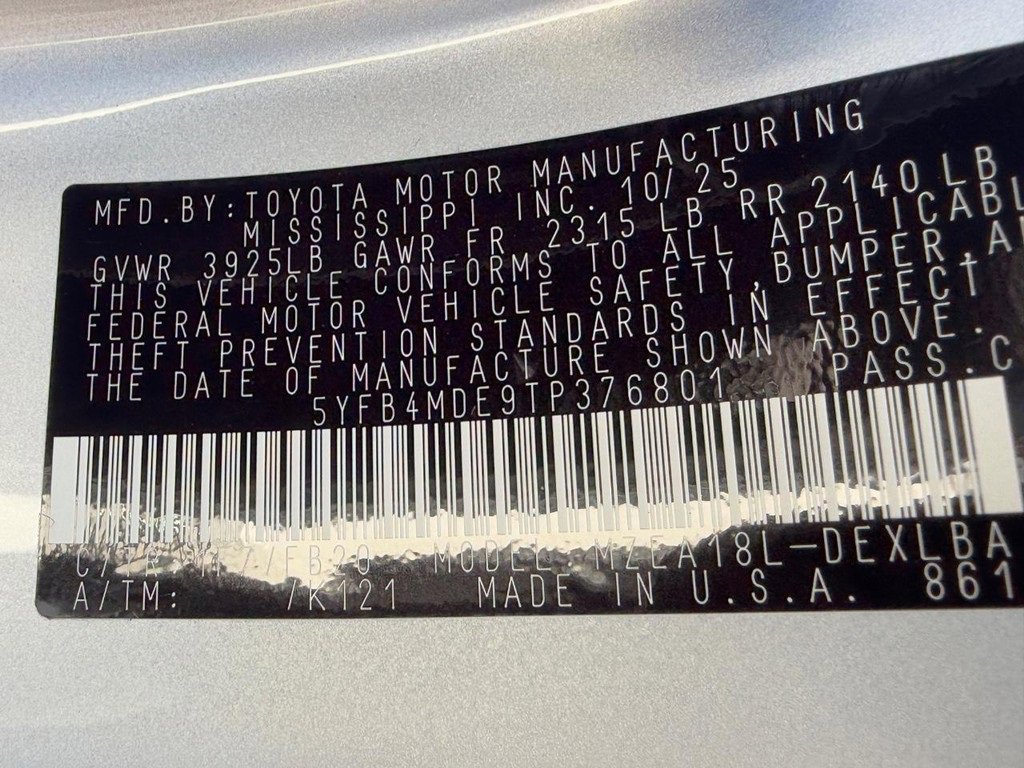 MFD.BY:TOYOTA MOTOR MANUFACTURING
MISSISSIPPI INC. 10/25
GVWR 3925LB GAWR FR 2315 LB RR 2140 LB
THIS VEHICLE CONFORMS TO ALL APPLICABL
FEDERAL MOTOR VEHICLE SAFETY,BUMPER,A
THEFT PREVENTION STANDARDS IN EFFECT
THE DATE OF MANUFACTURE SHOWN ABOVE.
5YFB4MDE9TP376801 PASS.C
C/TR: /FB20 MODEL MZEA18L-DEXLBA
A/TM: /K121 MADE IN U.S.A. 861